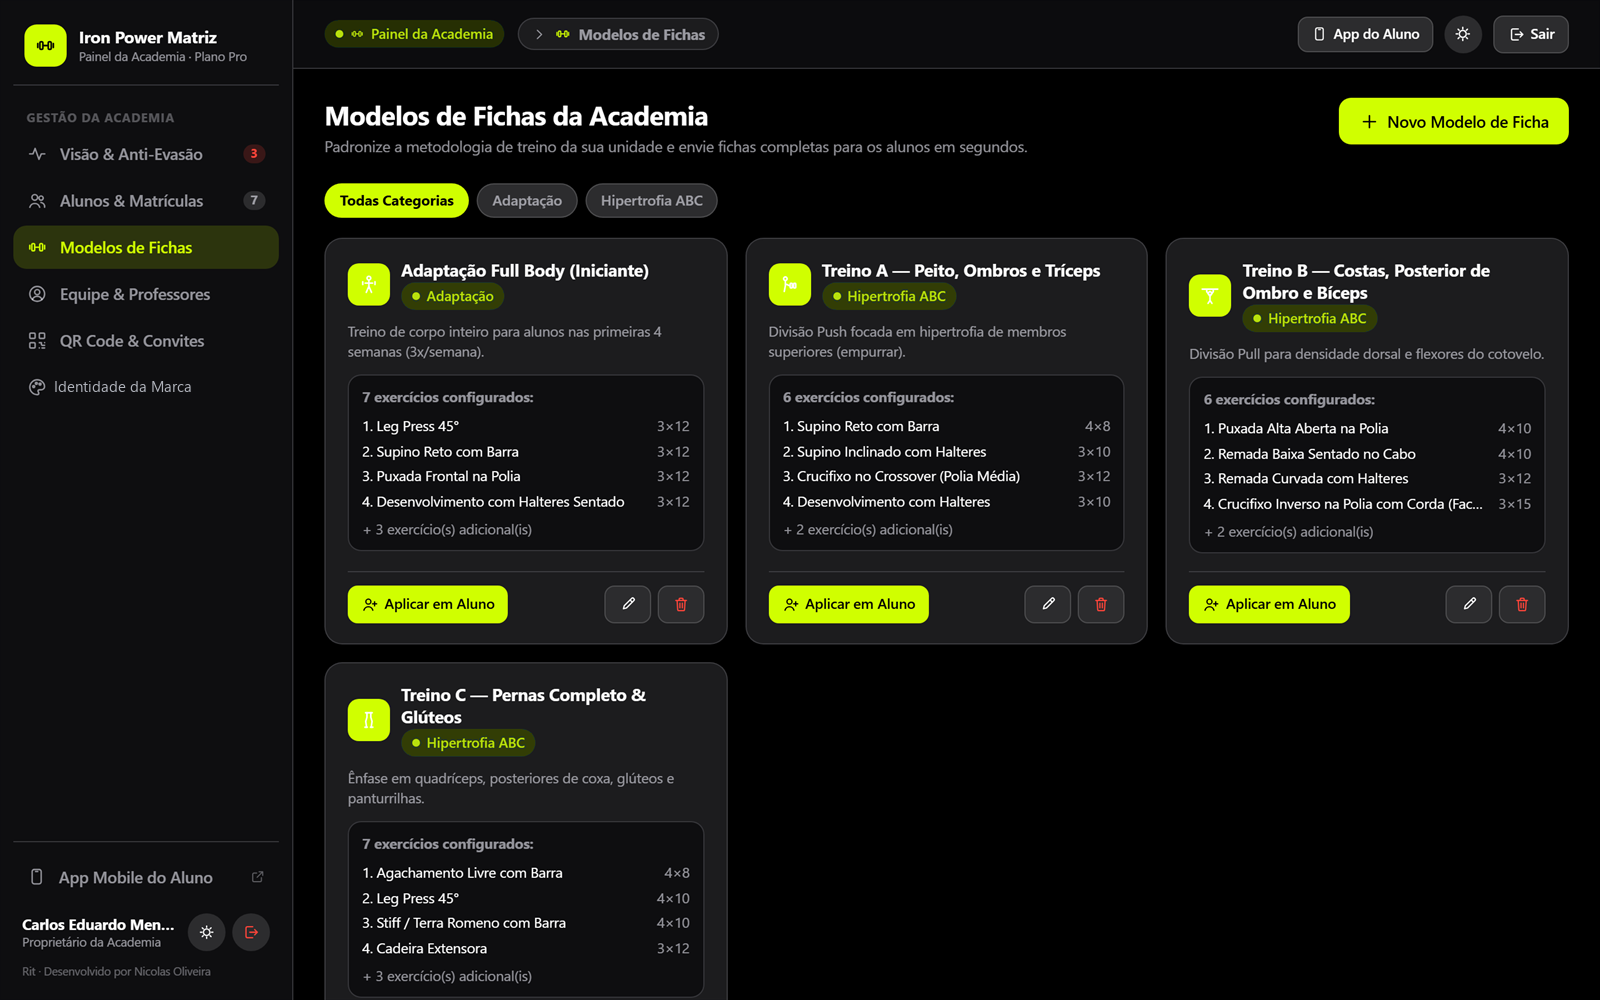 Iron Power Matriz
Painel da Academia · Plano Pro
GESTÃO DA ACADEMIA
Visão & Anti-Evasão 3
Alunos & Matrículas 7
Modelos de Fichas
Equipe & Professores
QR Code & Convites
Identidade da Marca
App Mobile do Aluno
Carlos Eduardo Men...
Proprietário da Academia
Rit · Desenvolvido por Nicolas Oliveira
Painel da Academia
Modelos de Fichas
App do Aluno
Sair
Modelos de Fichas da Academia
Padronize a metodologia de treino da sua unidade e envie fichas completas para os alunos em segundos.
Novo Modelo de Ficha
Todas Categorias
Adaptação
Hipertrofia ABC
Adaptação Full Body (Iniciante)
Adaptação
Treino de corpo inteiro para alunos nas primeiras 4
semanas (3x/semana).
7 exercícios configurados:
1. Leg Press 45° 3×12
2. Supino Reto com Barra 3×12
3. Puxada Frontal na Polia 3×12
4. Desenvolvimento com Halteres Sentado 3×12
+ 3 exercício(s) adicional(is)
Aplicar em Aluno
Treino A — Peito, Ombros e Tríceps
Hipertrofia ABC
Divisão Push focada em hipertrofia de membros
superiores (empurrar).
6 exercícios configurados:
1. Supino Reto com Barra 4×8
2. Supino Inclinado com Halteres 3×10
3. Crucifixo no Crossover (Polia Média) 3×12
4. Desenvolvimento com Halteres 3×10
+ 2 exercício(s) adicional(is)
Aplicar em Aluno
Treino B — Costas, Posterior de
Ombro e Bíceps
Hipertrofia ABC
Divisão Pull para densidade dorsal e flexores do cotovelo.
6 exercícios configurados:
1. Puxada Alta Aberta na Polia 4×10
2. Remada Baixa Sentado no Cabo 4×10
3. Remada Curvada com Halteres 3×12
4. Crucifixo Inverso na Polia com Corda (Fac... 3×15
+ 2 exercício(s) adicional(is)
Aplicar em Aluno
Treino C — Pernas Completo &
Glúteos
Hipertrofia ABC
Ênfase em quadríceps, posteriores de coxa, glúteos e
panturrilhas.
7 exercícios configurados:
1. Agachamento Livre com Barra 4×8
2. Leg Press 45° 4×10
3. Stiff / Terra Romeno com Barra 4×10
4. Cadeira Extensora 3×12
+ 3 exercício(s) adicional(is)